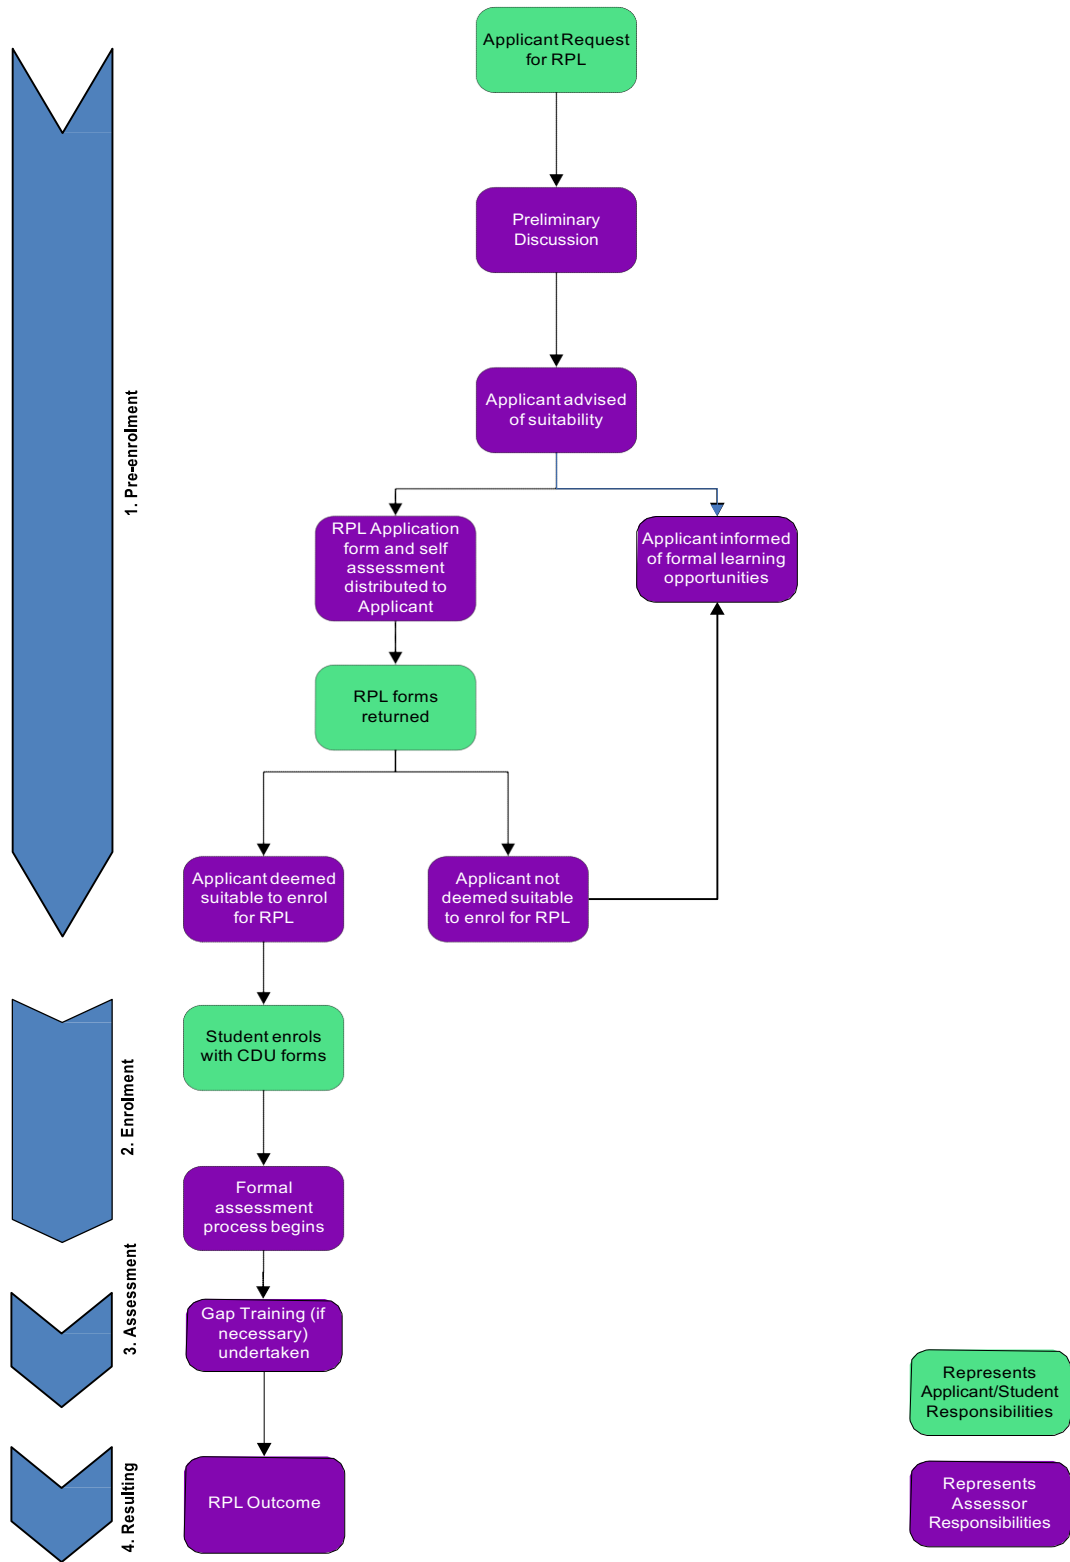 Applicant Request
for RPL
Preliminary
Discussion
Applicant advised
of suitability
1. Pre-enrolment
RPL Application
form and self
assessment
distributed to
Applicant
Applicant informed
of formal learning
opportunities
RPL forms
returned
Applicant deemed
suitable to enrol
for RPL
Applicant not
deemed suitable
to enrol for RPL
2. Enrolment
Student enrols
with CDU forms
Formal
assessment
process begins
3. Assessment
Gap Training (if
necessary)
undertaken
4. Resulting
RPL Outcome
Represents
Applicant/Student
Responsibilities
Represents
Assessor
Responsibilities